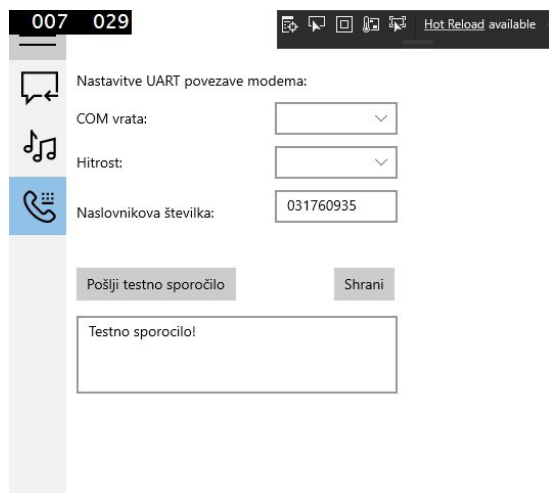 007 029
Hot Reload available
Nastavitve UART povezave modema:
COM vrata:
Hitrost:
Naslovnikova številka: 031760935
Pošlji testno sporočilo Shrani
Testno sporocilo!